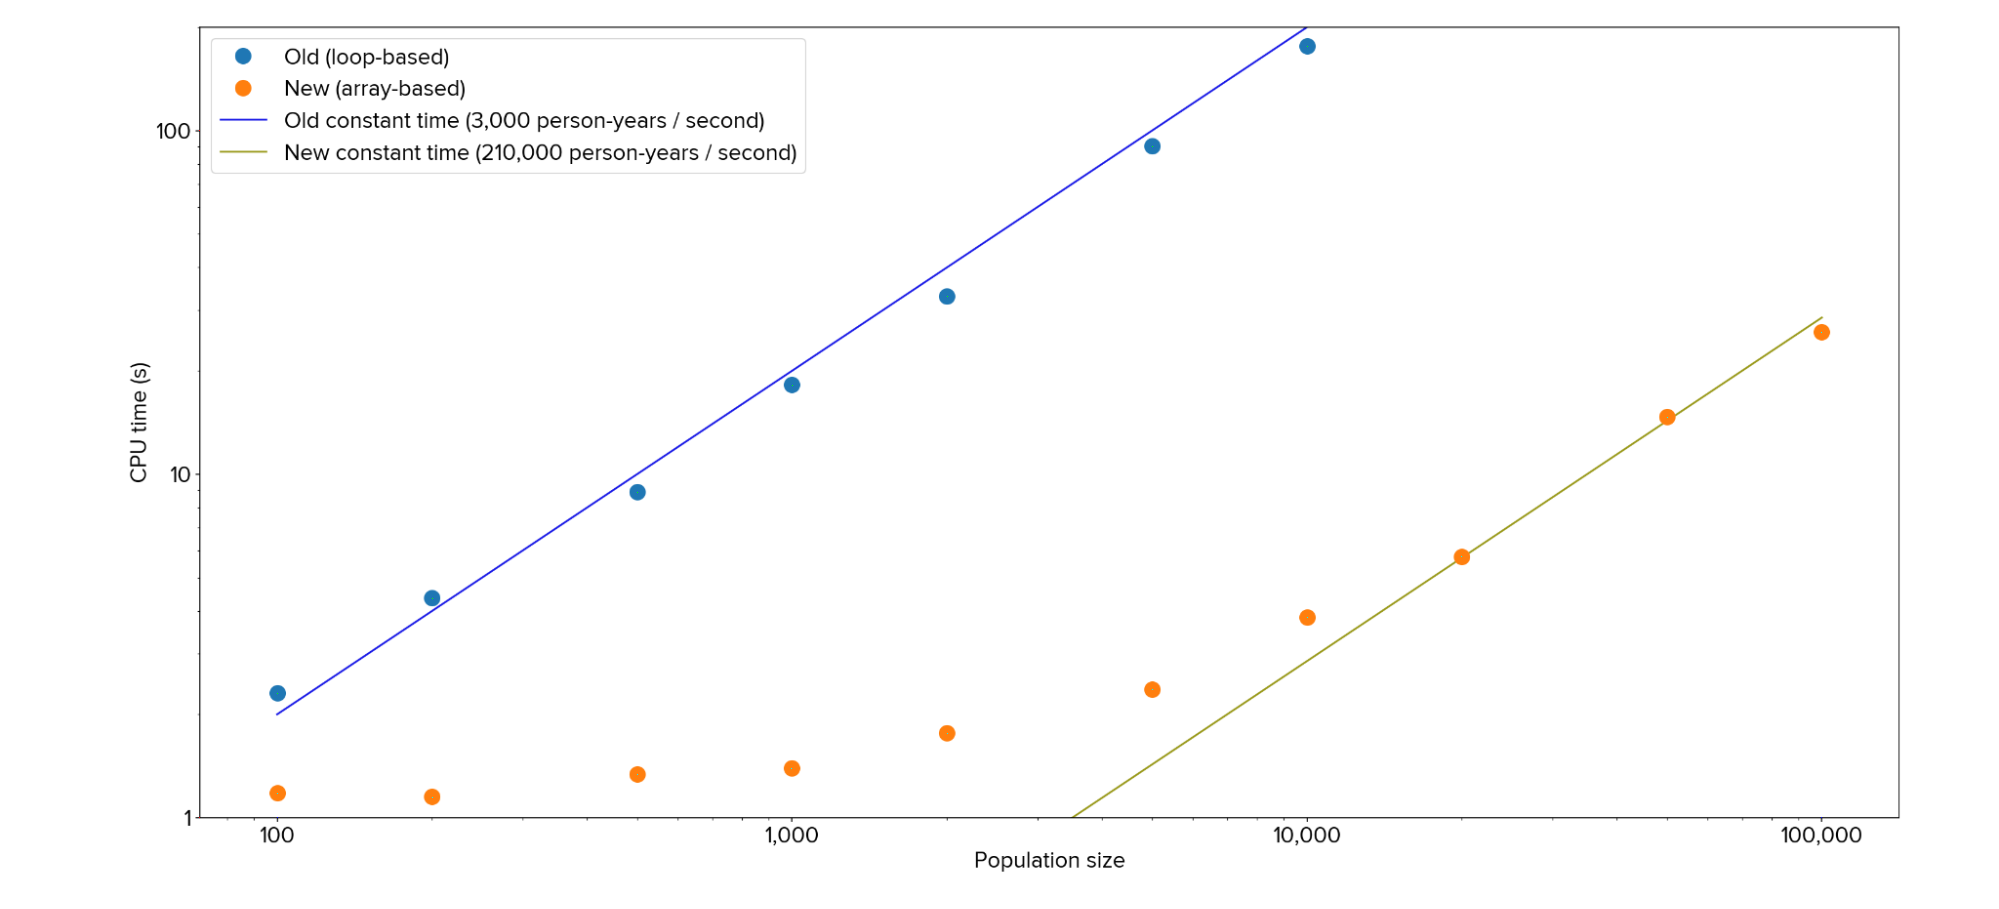 Old (loop-based)
New (array-based)
Old constant time (3,000 person-years / second)
New constant time (210,000 person-years / second)
100
10
1
CPU time (s)
100
1,000
10,000
100,000
Population size